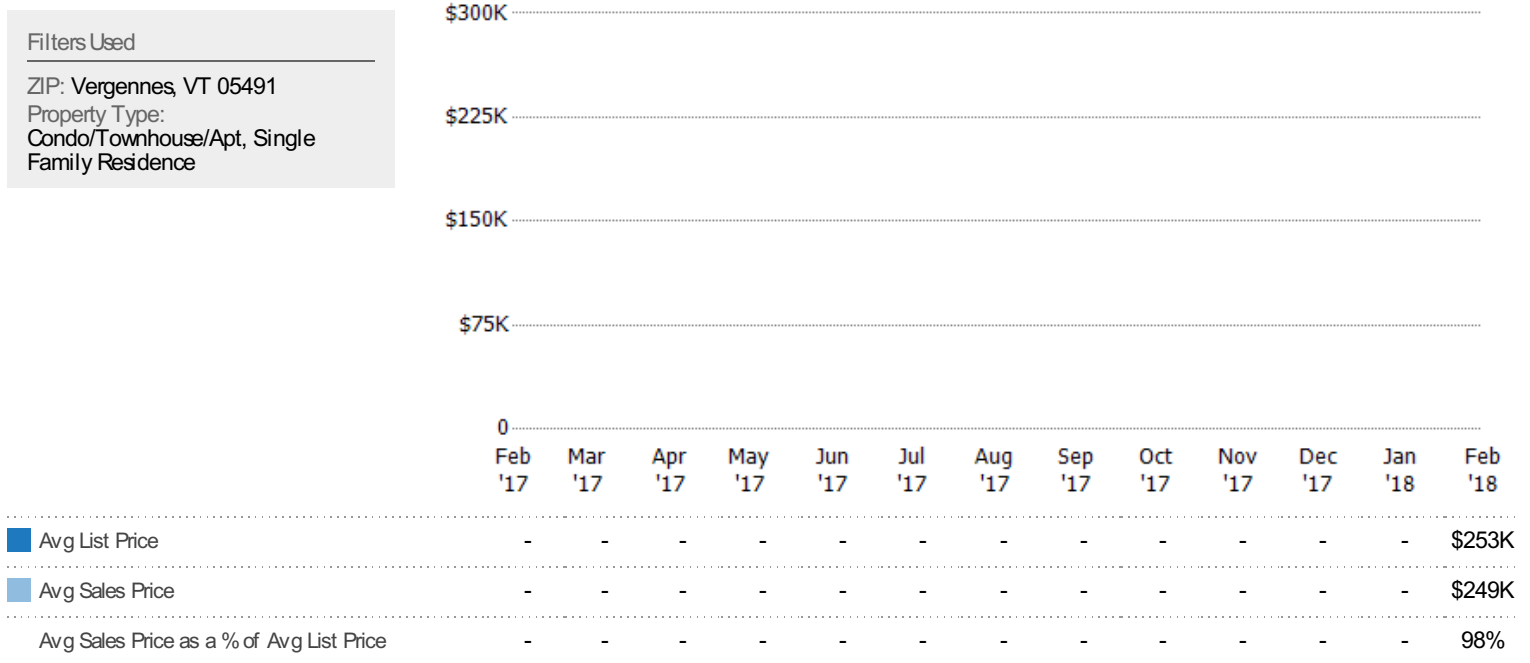 Filters Used
ZIP: Vergennes, VT 05491
Property Type:
Condo/Townhouse/Apt, Single
Family Residence
$300K
$225K
$150K
$75K
0
Feb Mar Apr May Jun Jul Aug Sep Oct Nov Dec Jan Feb
'17 '17 '17 '17 '17 '17 '17 '17 '17 '17 '17 '18 '18
Avg List Price - - - - - - - - - - - - $253K
Avg Sales Price - - - - - - - - - - - - $249K
Avg Sales Price as a % of Avg List Price - - - - - - - - - - - - 98%